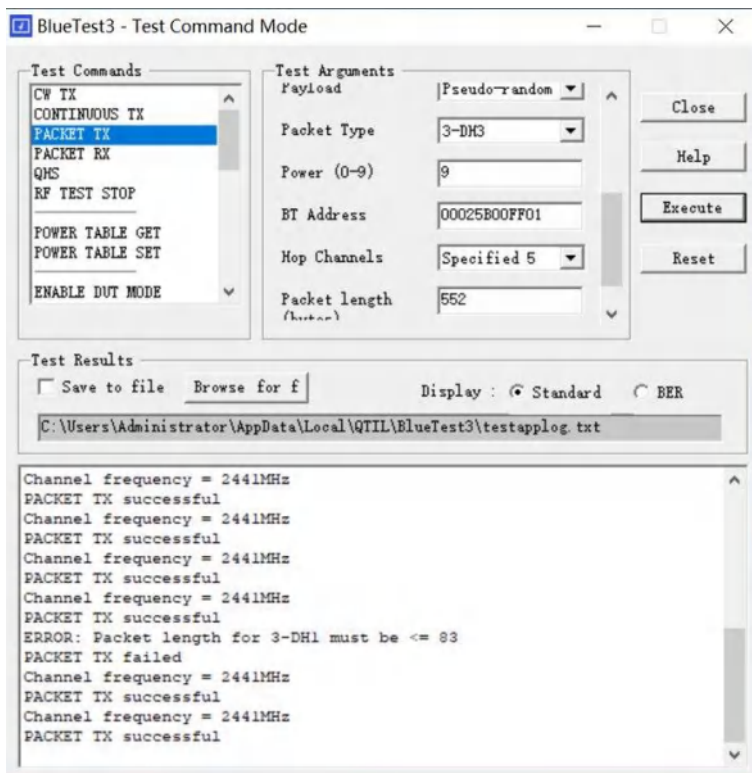 BlueTest3 - Test Command Mode
Test Commands
CW TX
CONTINUOUS TX
PACKET TX
PACKET RX
QHS
RF TEST STOP
POWER TABLE GET
POWER TABLE SET
ENABLE DUT MODE
Test Arguments
Payload Pseudo-random
Packet Type 3-DH3
Power (0-9) 9
BT Address 00025B00FF01
Hop Channels Specified 5
Packet length 552
(bytes)
Close
Help
Execute
Reset
Test Results
Save to file Browse for f Display : Standard BER
C:\Users\Administrator\AppData\Local\QTIL\BlueTest3\testapplog.txt
Channel frequency = 2441MHz
PACKET TX successful
Channel frequency = 2441MHz
PACKET TX successful
Channel frequency = 2441MHz
PACKET TX successful
Channel frequency = 2441MHz
PACKET TX successful
ERROR: Packet length for 3-DH1 must be <= 83
PACKET TX failed
Channel frequency = 2441MHz
PACKET TX successful
Channel frequency = 2441MHz
PACKET TX successful